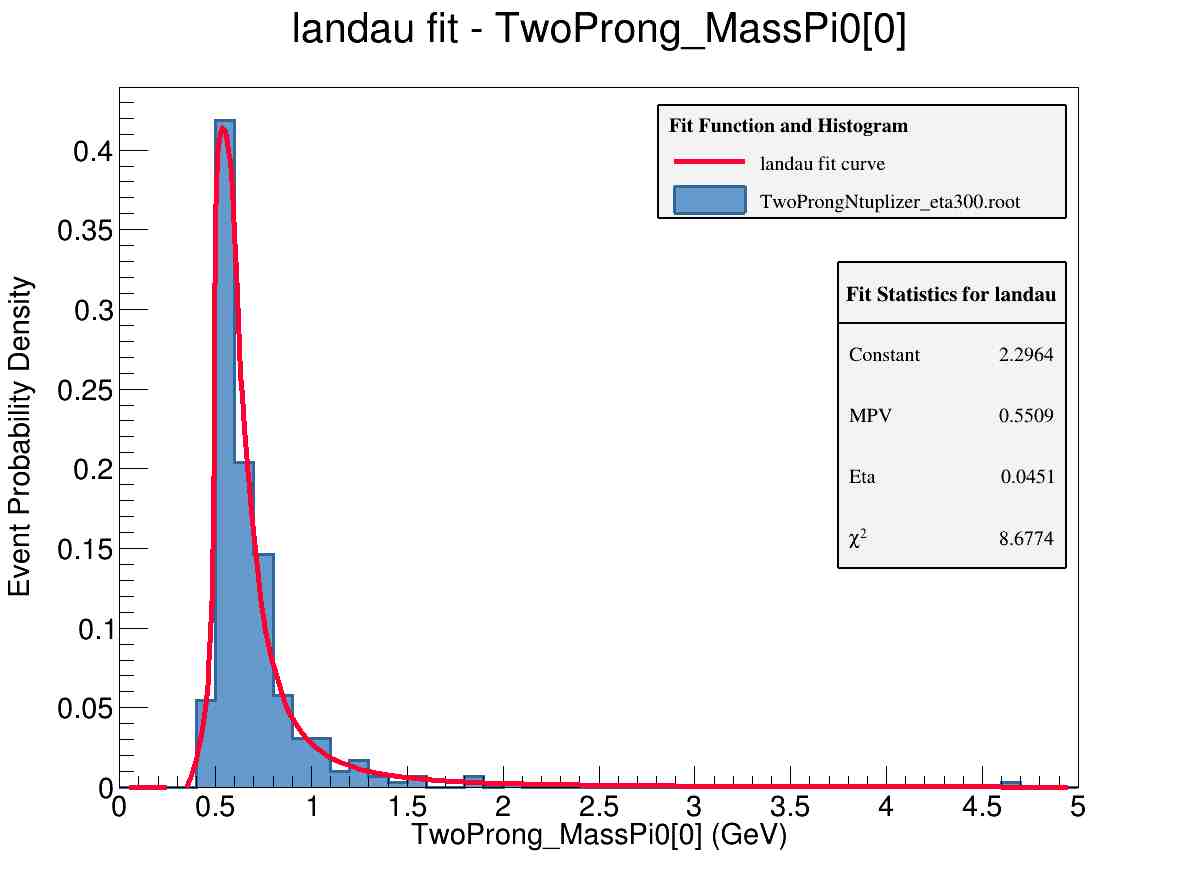 landau fit - TwoProng_MassPi0[0]
Fit Function and Histogram
landau fit curve
TwoProngNtuplizer_eta300.root
Fit Statistics for landau
Constant 2.2964
MPV 0.5509
Eta 0.0451
χ² 8.6774
Event Probability Density
0.4
0.35
0.3
0.25
0.2
0.15
0.1
0.05
0
0 0.5 1 1.5 2 2.5 3 3.5 4 4.5 5
TwoProng_MassPi0[0] (GeV)